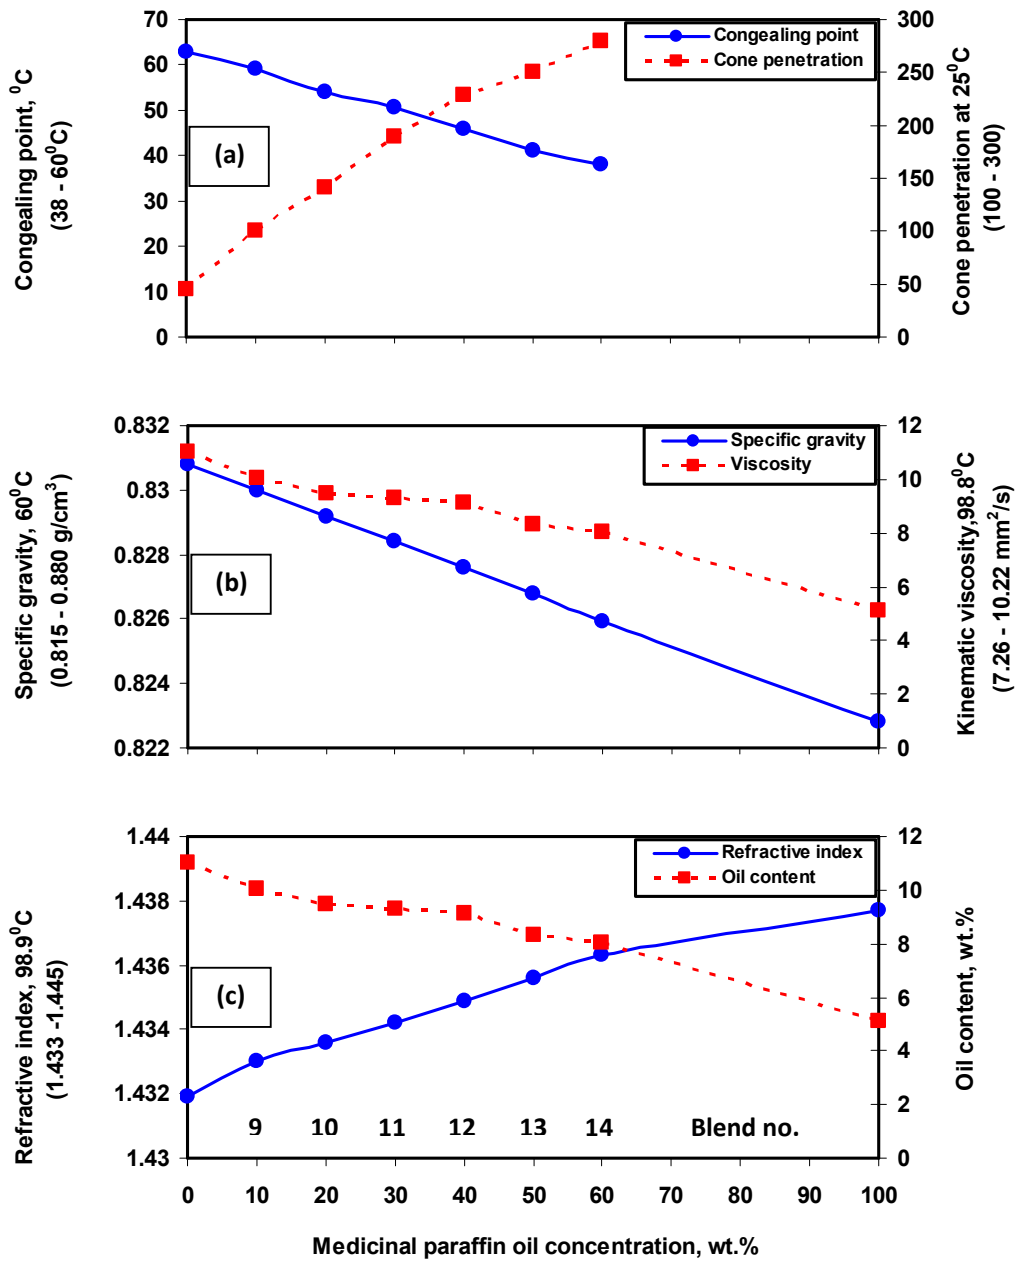 Congealing point, ⁰C
(38 - 60⁰C)
70
60
50
40
30
20
10
0
(a)
Congealing point
Cone penetration
300
250
200
150
100
50
0
Cone penetration at 25⁰C
(100 - 300)
Specific gravity, 60⁰C
(0.815 - 0.880 g/cm³)
0.832
0.83
0.828
0.826
0.824
0.822
(b)
Specific gravity
Viscosity
12
10
8
6
4
2
0
Kinematic viscosity,98.8⁰C
(7.26 - 10.22 mm²/s)
Refractive index, 98.9⁰C
(1.433 -1.445)
1.44
1.438
1.436
1.434
1.432
1.43
(c)
Refractive index
Oil content
12
10
8
6
4
2
0
Oil content, wt.%
9 10 11 12 13 14 Blend no.
0 10 20 30 40 50 60 70 80 90 100
Medicinal paraffin oil concentration, wt.%